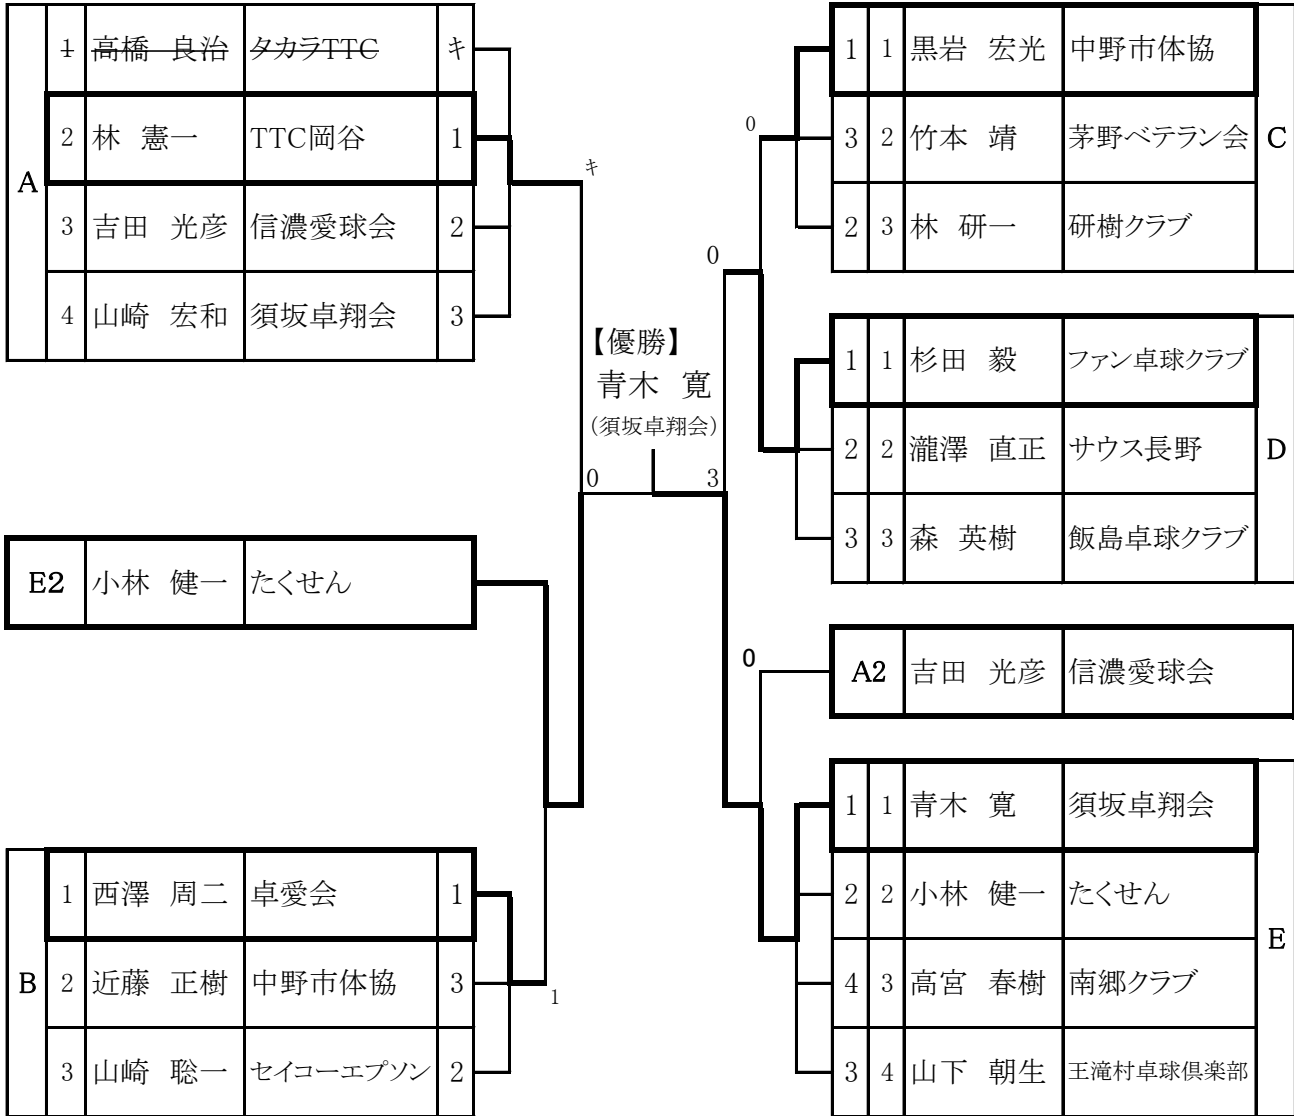 A
1 高橋 良治 タカラTTC キ
2 林 憲一 TTC岡谷 1
3 吉田 光彦 信濃愛球会 2
4 山崎 宏和 須坂卓翔会 3
キ
E2 小林 健一 たくせん
B
1 西澤 周二 卓愛会 1
2 近藤 正樹 中野市体協 3
3 山崎 聡一 セイコーエプソン 2
1
【優勝】
青木 寛
(須坂卓翔会)
0 3
0
0
1 1 黒岩 宏光 中野市体協
3 2 竹本 靖 茅野ベテラン会
2 3 林 研一 研樹クラブ
C
1 1 杉田 毅 ファン卓球クラブ
2 2 瀧澤 直正 サウス長野
3 3 森 英樹 飯島卓球クラブ
D
0
A2 吉田 光彦 信濃愛球会
1 1 青木 寛 須坂卓翔会
2 2 小林 健一 たくせん
4 3 高宮 春樹 南郷クラブ
3 4 山下 朝生 王滝村卓球倶楽部
E